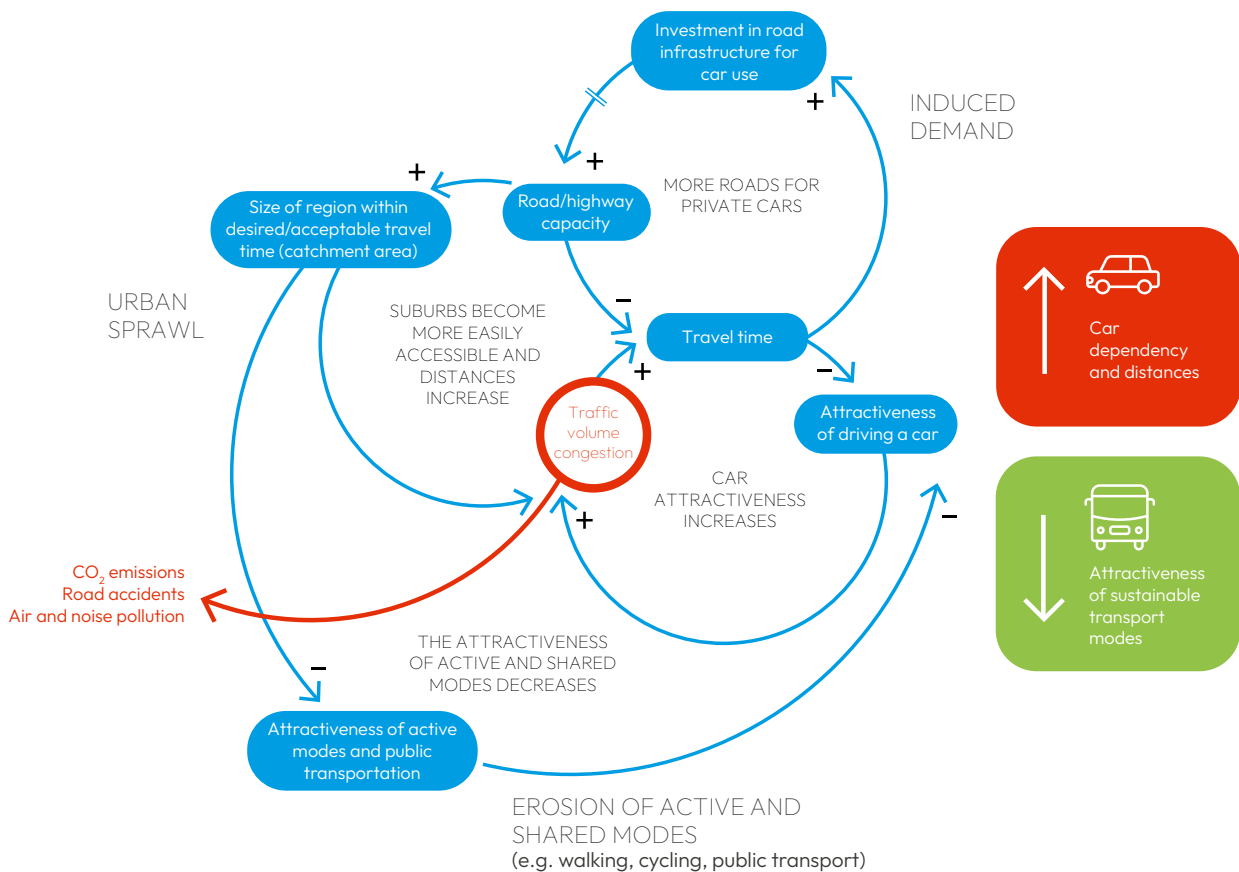 Investment in road
infrastructure for
car use
+
INDUCED
DEMAND
+
+
MORE ROADS FOR
PRIVATE CARS
Road/highway
capacity
Size of region within
desired/acceptable travel
time (catchment area)
URBAN
SPRAWL
SUBURBS BECOME
MORE EASILY
ACCESSIBLE AND
DISTANCES
INCREASE
−
Travel time
+
−
Traffic
volume
congestion
Attractiveness
of driving a car
Car
dependency
and distances
CAR
ATTRACTIVENESS
INCREASES
+
−
Attractiveness
of sustainable
transport
modes
CO₂ emissions
Road accidents
Air and noise pollution
THE ATTRACTIVENESS
OF ACTIVE AND SHARED
MODES DECREASES
−
Attractiveness of active
modes and public
transportation
EROSION OF ACTIVE AND
SHARED MODES
(e.g. walking, cycling, public transport)